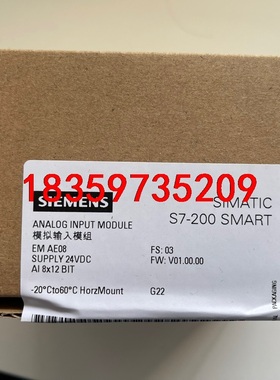 18359735209
SIEMENS
SIMATIC
S7-200 SMART
ANALOG INPUT MODULE
模拟输入模组
EM AE08
FS: 03
SUPPLY 24VDC
FW: V01.00.00
AI 8x12 BIT
-20°Cto60°C HorzMount
G22
PACKAGING